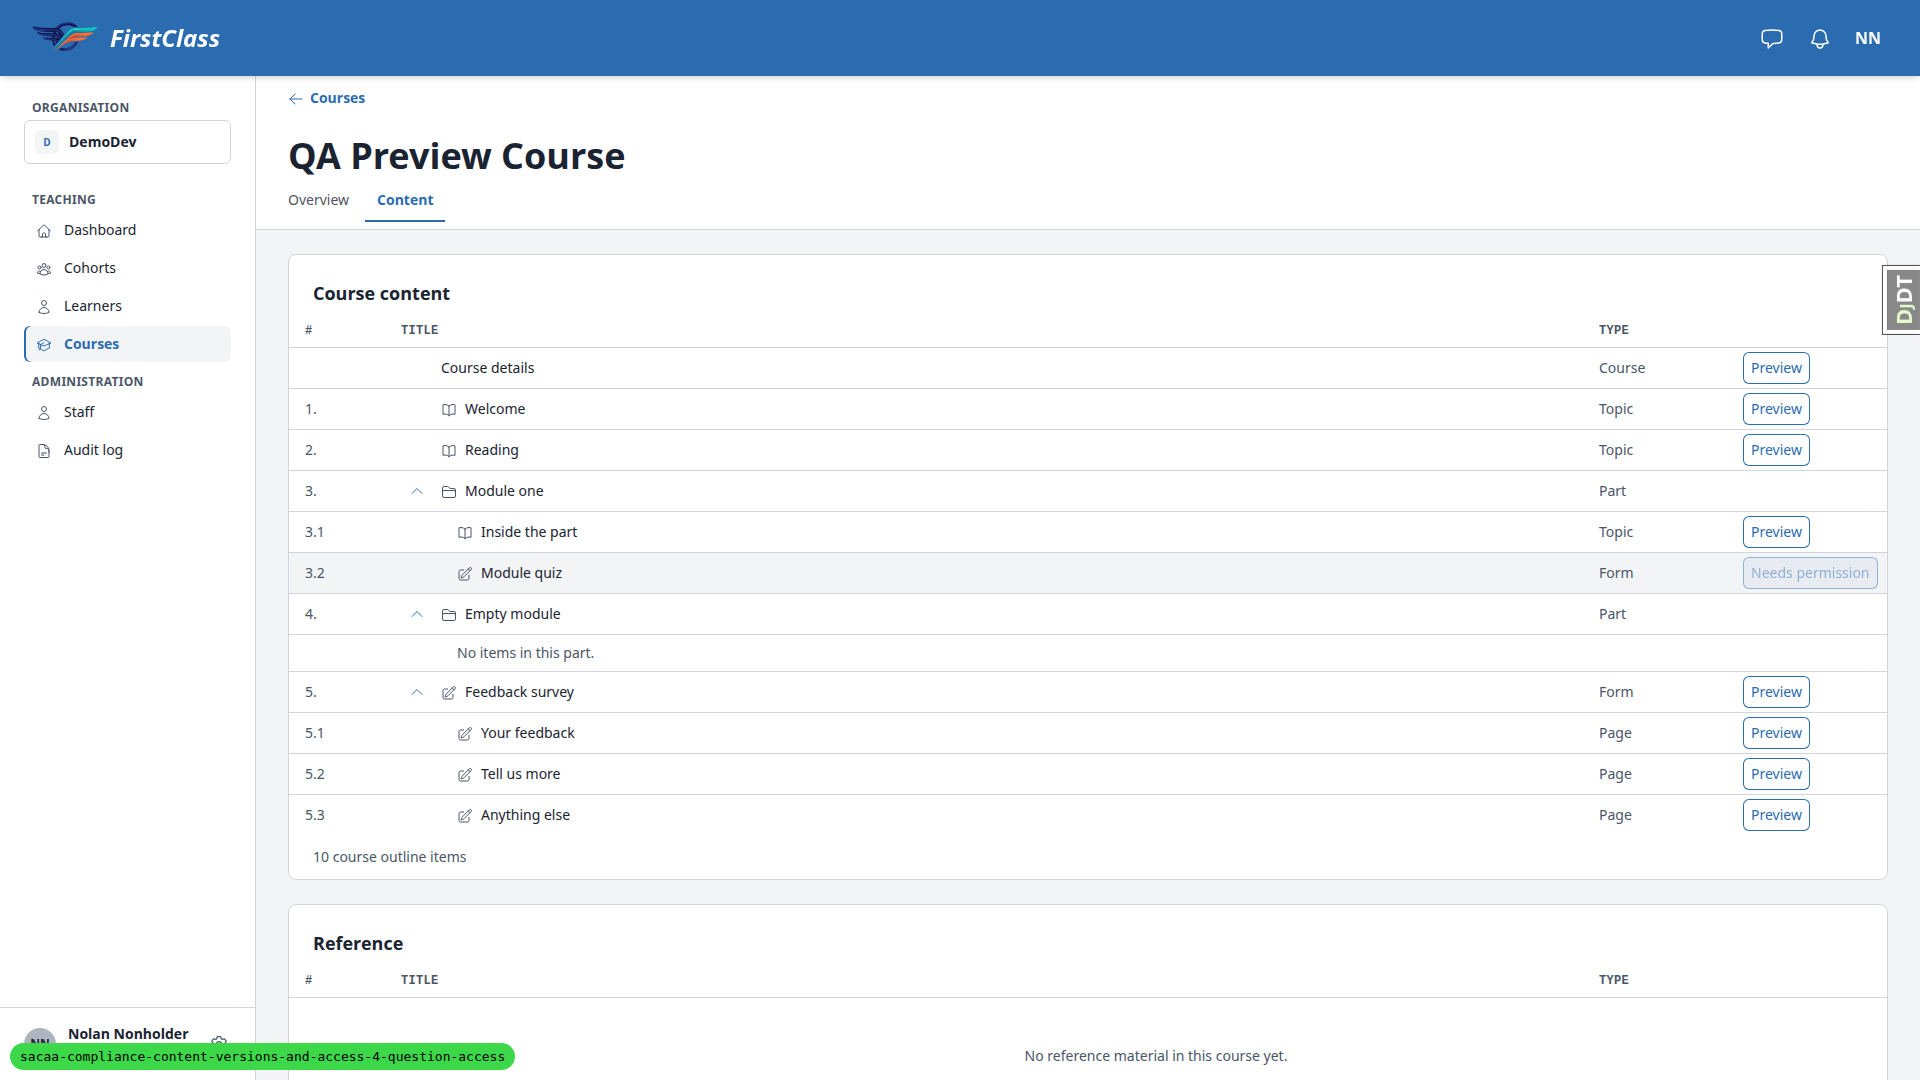 FirstClass
NN
ORGANISATION
D DemoDev
TEACHING
Dashboard
Cohorts
Learners
Courses
ADMINISTRATION
Staff
Audit log
Courses
QA Preview Course
Overview Content
Course content
# TITLE TYPE
Course details Course Preview
1. Welcome Topic Preview
2. Reading Topic Preview
3. Module one Part
3.1 Inside the part Topic Preview
3.2 Module quiz Form Needs permission
4. Empty module Part
No items in this part.
5. Feedback survey Form Preview
5.1 Your feedback Page Preview
5.2 Tell us more Page Preview
5.3 Anything else Page Preview
10 course outline items
Reference
# TITLE TYPE
No reference material in this course yet.
DJDT
NN Nolan Nonholder
sacaa-compliance-content-versions-and-access-4-question-access